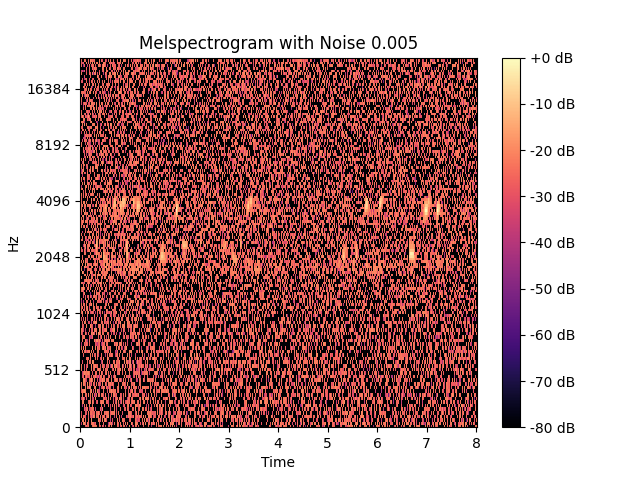 Melspectrogram with Noise 0.005
Hz
16384
8192
4096
2048
1024
512
0
0 1 2 3 4 5 6 7 8
Time
+0 dB
-10 dB
-20 dB
-30 dB
-40 dB
-50 dB
-60 dB
-70 dB
-80 dB